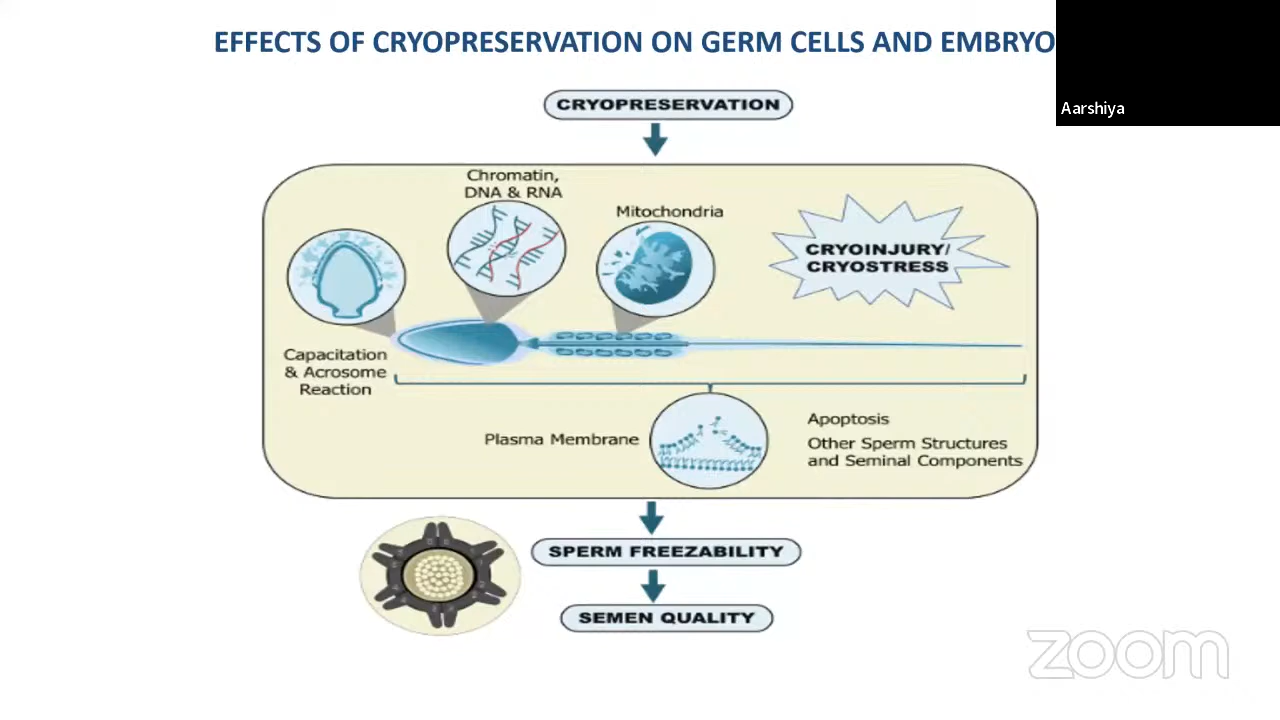 EFFECTS OF CRYOPRESERVATION ON GERM CELLS AND EMBRYO
Aarshiya
CRYOPRESERVATION
Chromatin,
DNA & RNA
Mitochondria
CRYOINJURY/
CRYOSTRESS
Capacitation
& Acrosome
Reaction
Plasma Membrane
Apoptosis
Other Sperm Structures
and Seminal Components
SPERM FREEZABILITY
SEMEN QUALITY
zoom